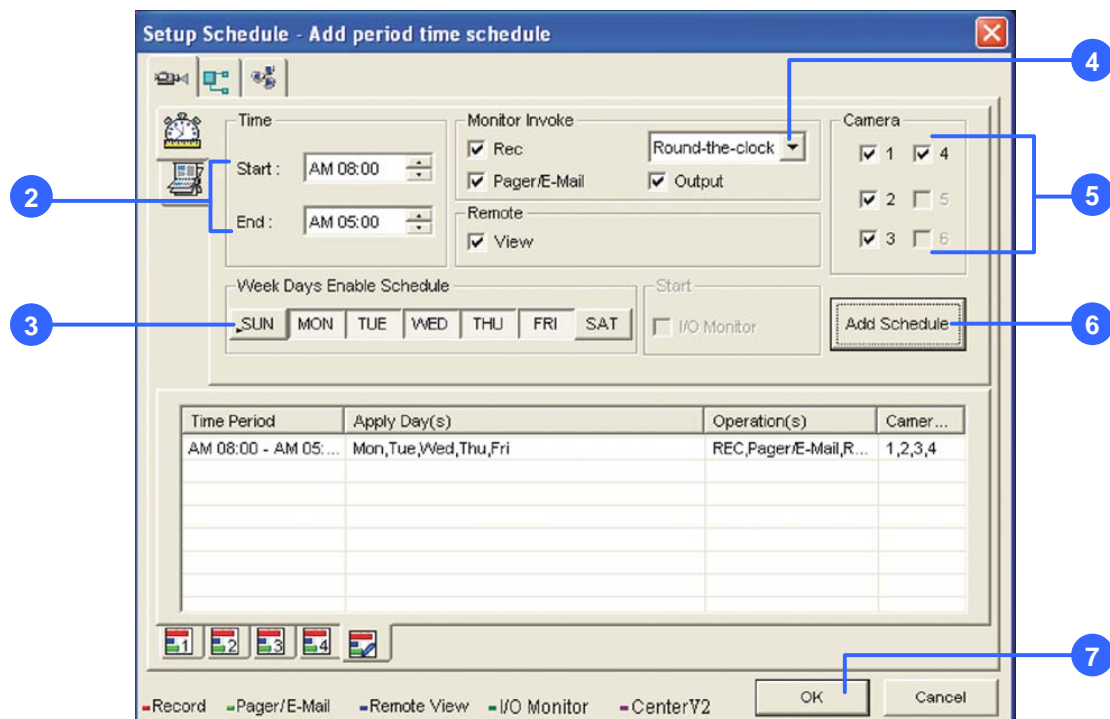 Setup Schedule - Add period time schedule
4
Time
Monitor Invoke
Camera
Rec
Round-the-clock
1
4
Start :
AM 08:00
Pager/E-Mail
Output
2
5
2
5
End :
AM 05:00
Remote
View
3
6
Week Days Enable Schedule
Start
3
SUN MON TUE WED THU FRI SAT
I/O Monitor
Add Schedule
6
Time Period Apply Day(s) Operation(s) Camer...
AM 08:00 - AM 05:... Mon,Tue,Wed,Thu,Fri REC,Pager/E-Mail,R... 1,2,3,4
1 2 3 4
7
Record Pager/E-Mail Remote View I/O Monitor CenterV2
OK
Cancel